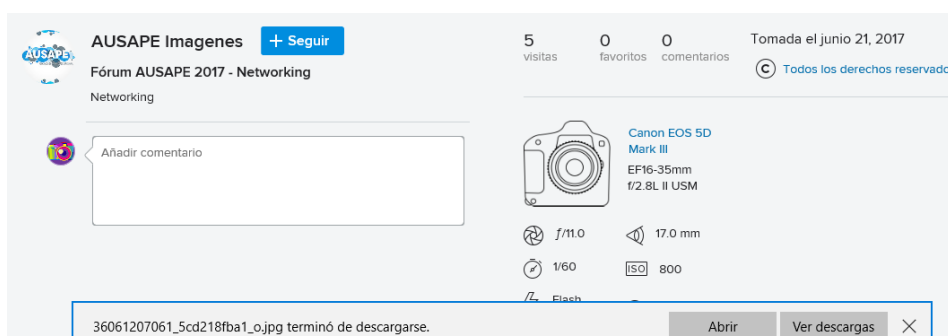 AUSAPE
AUSAPE Imagenes
+ Seguir
Fórum AUSAPE 2017 - Networking
Networking
Añadir comentario
5
visitas
0
favoritos
0
comentarios
Tomada el junio 21, 2017
C Todos los derechos reservado
Canon EOS 5D
Mark III
EF16-35mm
f/2.8L II USM
ƒ/11.0
17.0 mm
1/60
ISO 800
Flash
36061207061_5cd218fba1_o.jpg terminó de descargarse.
Abrir
Ver descargas